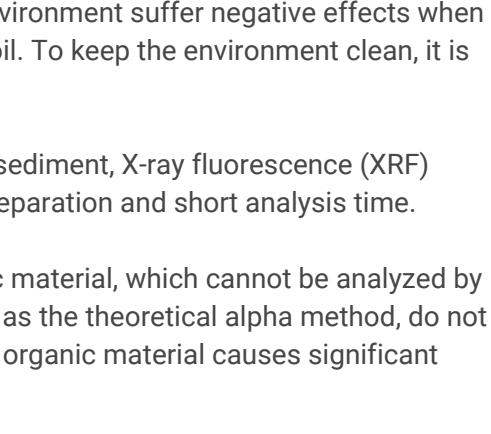 vironment suffer negative effects when
il. To keep the environment clean, it is
sediment, X-ray fluorescence (XRF)
eparation and short analysis time.
c material, which cannot be analyzed by
as the theoretical alpha method, do not
organic material causes significant